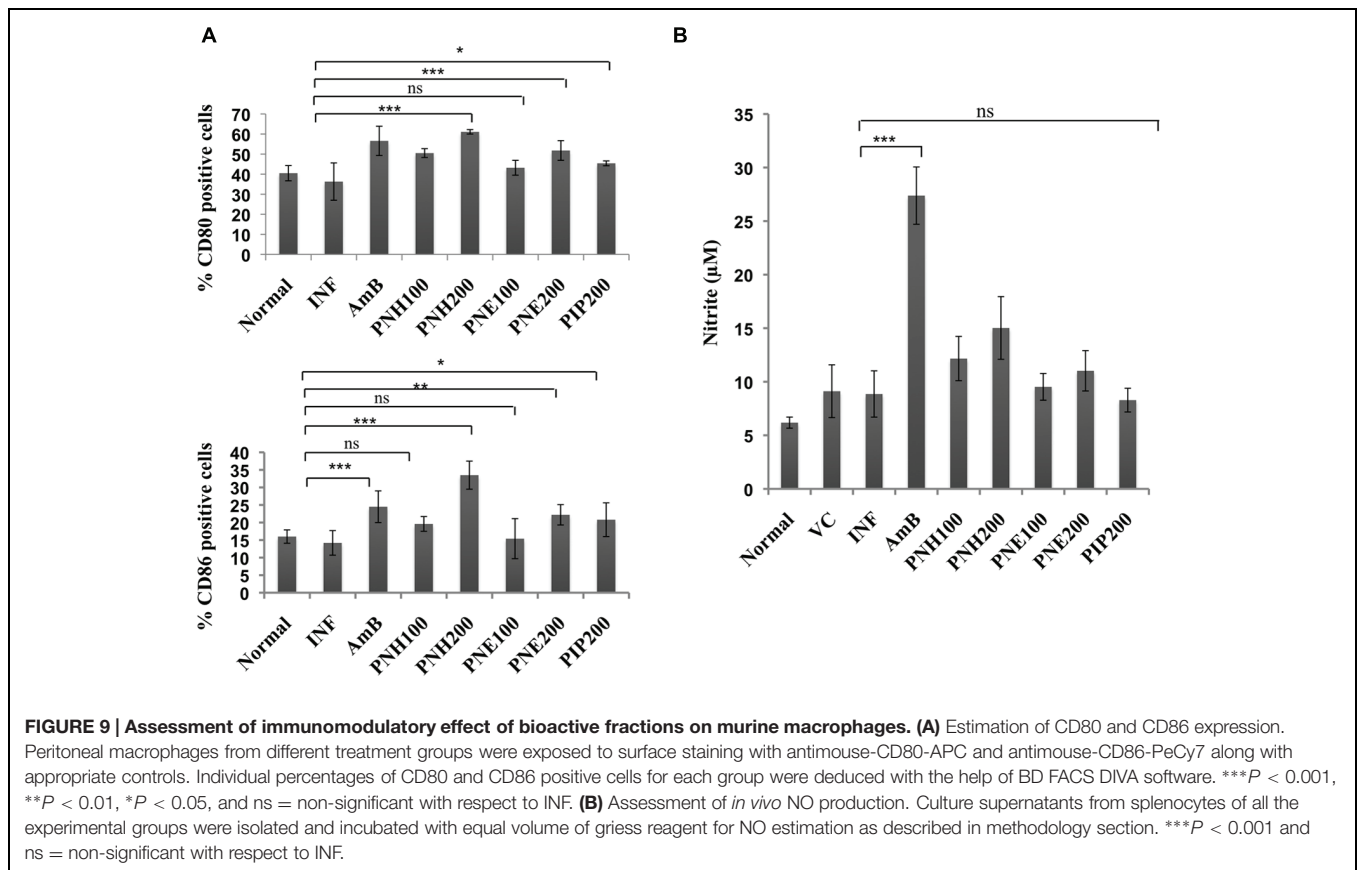 A
*
***
ns
***
% CD80 positive cells
70
60
50
40
30
20
10
0
Normal
INF
AmB
PNH100
PNH200
PNE100
PNE200
PIP200
*
**
ns
***
ns
***
% CD86 positive cells
40
35
30
25
20
15
10
5
0
Normal
INF
AmB
PNH100
PNH200
PNE100
PNE200
PIP200
B
ns
***
Nitrite (µM)
35
30
25
20
15
10
5
0
Normal
VC
INF
AmB
PNH100
PNH200
PNE100
PNE200
PIP200
FIGURE 9 | Assessment of immunomodulatory effect of bioactive fractions on murine macrophages. (A) Estimation of CD80 and CD86 expression.
Peritoneal macrophages from different treatment groups were exposed to surface staining with antimouse-CD80-APC and antimouse-CD86-PeCy7 along with
appropriate controls. Individual percentages of CD80 and CD86 positive cells for each group were deduced with the help of BD FACS DIVA software. ***P < 0.001,
**P < 0.01, *P < 0.05, and ns = non-significant with respect to INF. (B) Assessment of in vivo NO production. Culture supernatants from splenocytes of all the
experimental groups were isolated and incubated with equal volume of griess reagent for NO estimation as described in methodology section. ***P < 0.001 and
ns = non-significant with respect to INF.